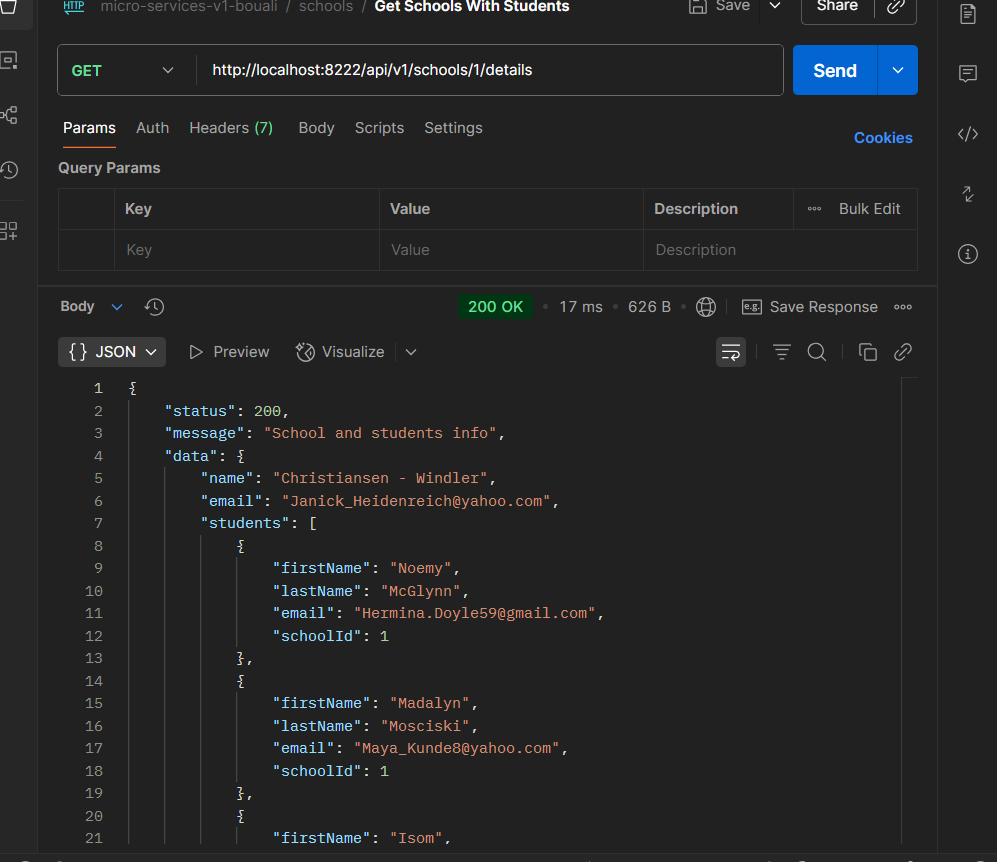 HTTP micro-services-v1-bouali / schools / Get Schools With Students Save Share
GET http://localhost:8222/api/v1/schools/1/details Send
Params Auth Headers (7) Body Scripts Settings Cookies
Query Params
Key Value Description Bulk Edit
Key Value Description
Body 200 OK • 17 ms • 626 B • e.g. Save Response
{} JSON Preview Visualize
1 {
2 "status": 200,
3 "message": "School and students info",
4 "data": {
5 "name": "Christiansen - Windler",
6 "email": "Janick_Heidenreich@yahoo.com",
7 "students": [
8 {
9 "firstName": "Noemy",
10 "lastName": "McGlynn",
11 "email": "Hermina.Doyle59@gmail.com",
12 "schoolId": 1
13 },
14 {
15 "firstName": "Madalyn",
16 "lastName": "Mosciski",
17 "email": "Maya_Kunde8@yahoo.com",
18 "schoolId": 1
19 },
20 {
21 "firstName": "Isom",